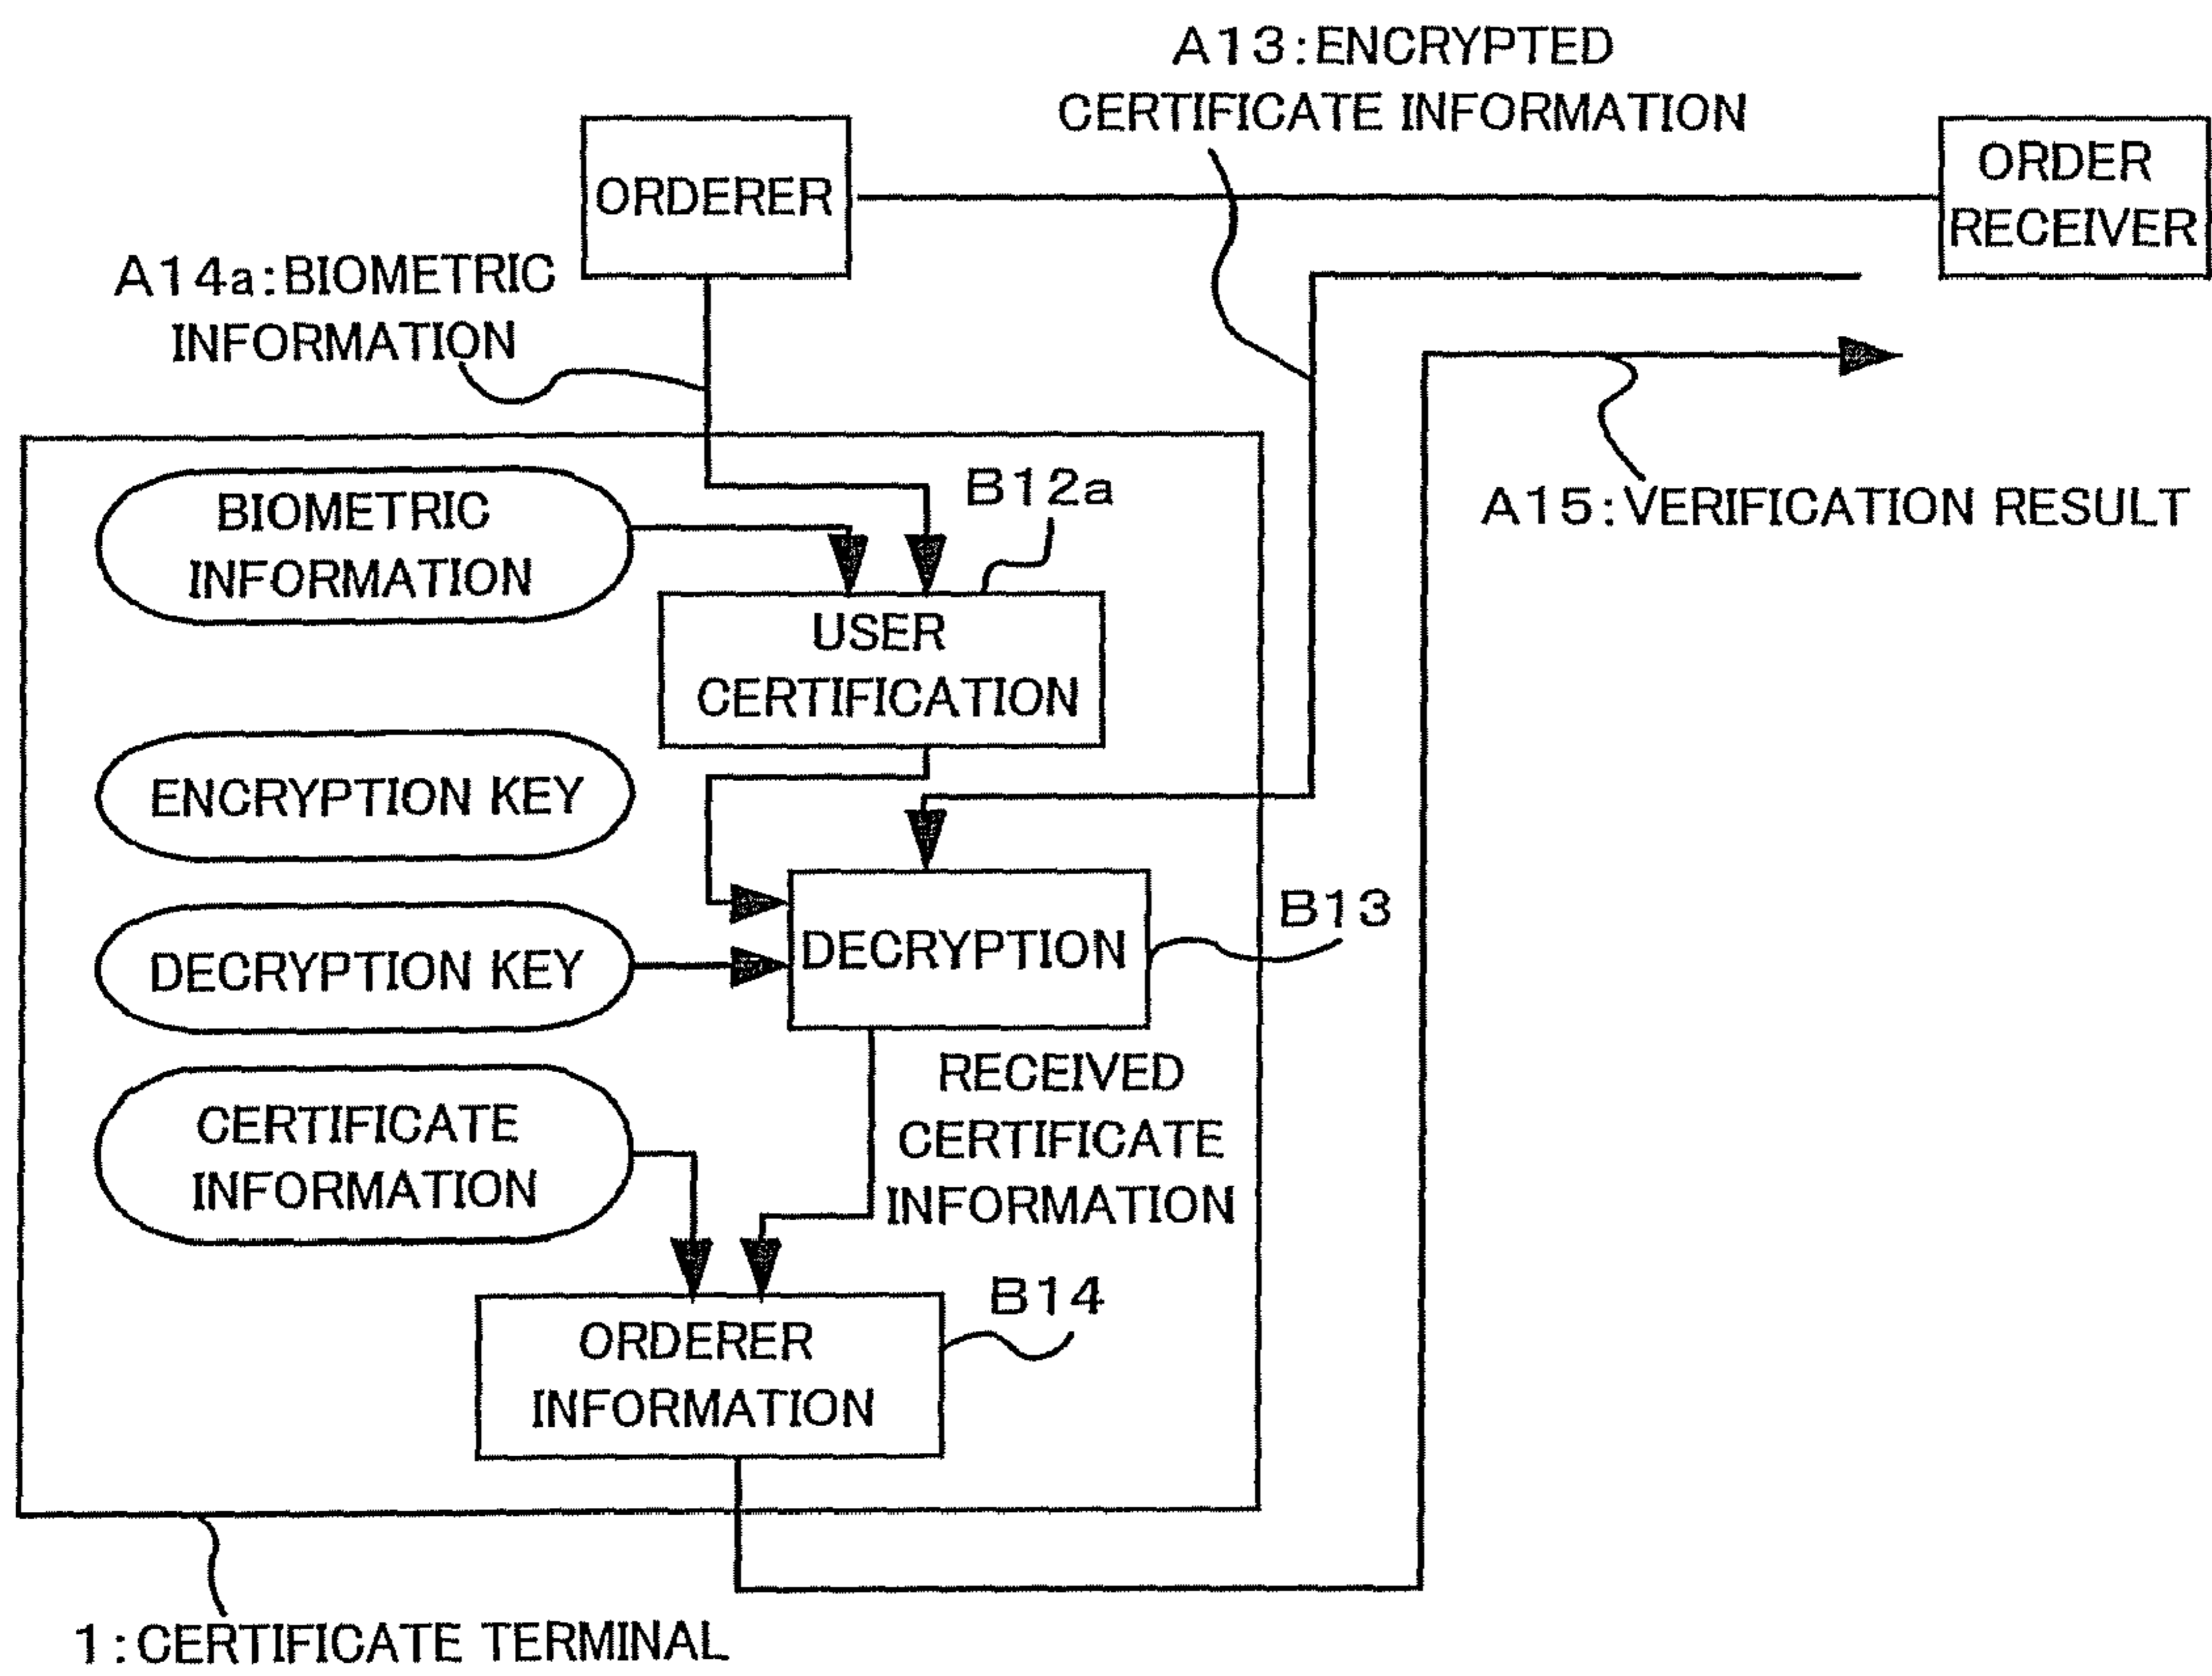 A13:ENCRYPTED
CERTIFICATE INFORMATION
ORDERER
ORDER
RECEIVER
A14a:BIOMETRIC
INFORMATION
A15:VERIFICATION RESULT
BIOMETRIC
INFORMATION
B12a
USER
CERTIFICATION
ENCRYPTION KEY
DECRYPTION KEY
DECRYPTION
B13
RECEIVED
CERTIFICATE
INFORMATION
CERTIFICATE
INFORMATION
B14
ORDERER
INFORMATION
1:CERTIFICATE TERMINAL